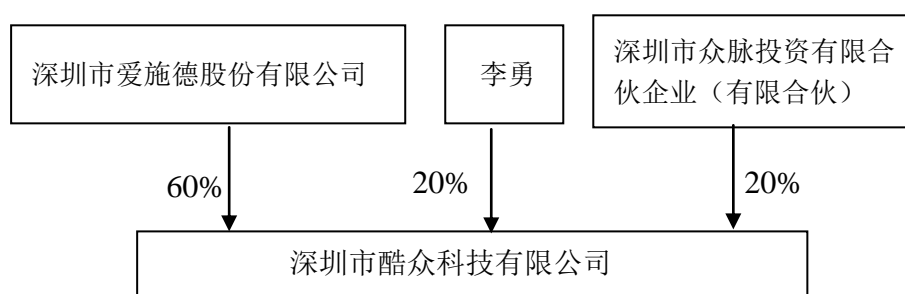 深圳市爱施德股份有限公司
李勇
深圳市众脉投资有限合
伙企业（有限合伙）
60%
20%
20%
深圳市酷众科技有限公司